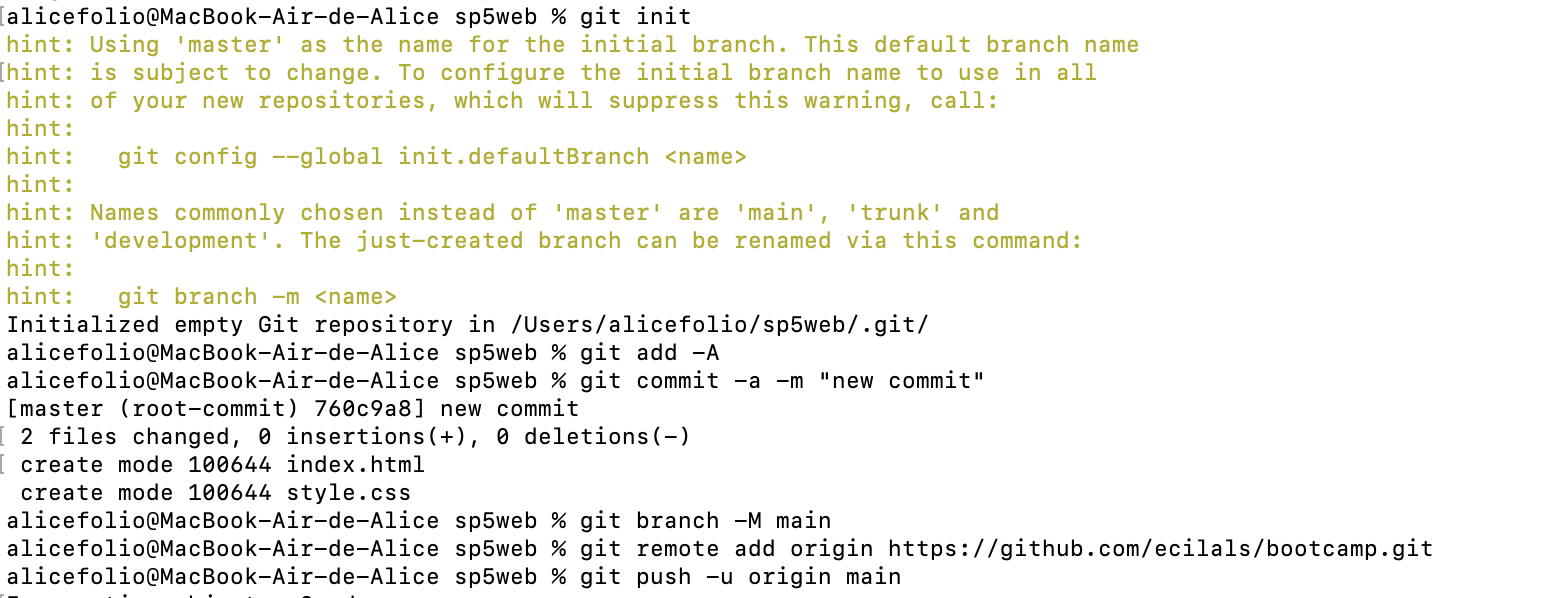 [alicefolio@MacBook-Air-de-Alice sp5web % git init
hint: Using 'master' as the name for the initial branch. This default branch name
[hint: is subject to change. To configure the initial branch name to use in all
hint: of your new repositories, which will suppress this warning, call:
hint:
hint:   git config --global init.defaultBranch <name>
hint:
hint: Names commonly chosen instead of 'master' are 'main', 'trunk' and
hint: 'development'. The just-created branch can be renamed via this command:
hint:
hint:   git branch -m <name>
Initialized empty Git repository in /Users/alicefolio/sp5web/.git/
alicefolio@MacBook-Air-de-Alice sp5web % git add -A
alicefolio@MacBook-Air-de-Alice sp5web % git commit -a -m "new commit"
[master (root-commit) 760c9a8] new commit
[ 2 files changed, 0 insertions(+), 0 deletions(-)
[ create mode 100644 index.html
 create mode 100644 style.css
alicefolio@MacBook-Air-de-Alice sp5web % git branch -M main
alicefolio@MacBook-Air-de-Alice sp5web % git remote add origin https://github.com/ecilals/bootcamp.git
alicefolio@MacBook-Air-de-Alice sp5web % git push -u origin main